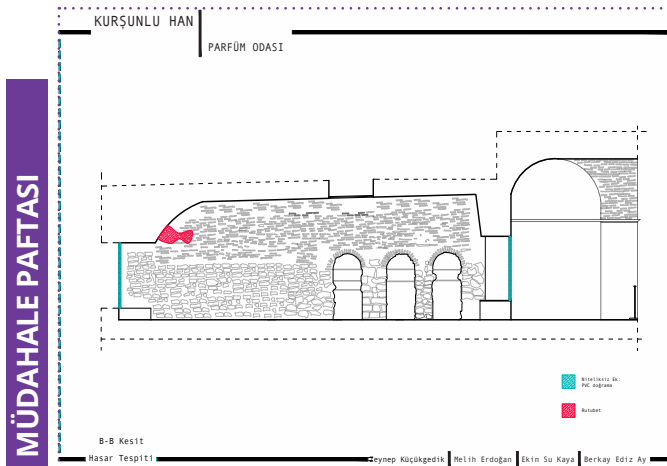 KURŞUNLU HAN
PARFÜM ODASI
MÜDAHALE PAFTASI
Niteliksiz Ek:
PVC doğrama
Rutubet
B-B Kesit
Hasar Tespiti
Zeynep Küçükgedik
Melih Erdoğan
Ekin Su Kaya
Berkay Ediz Ay